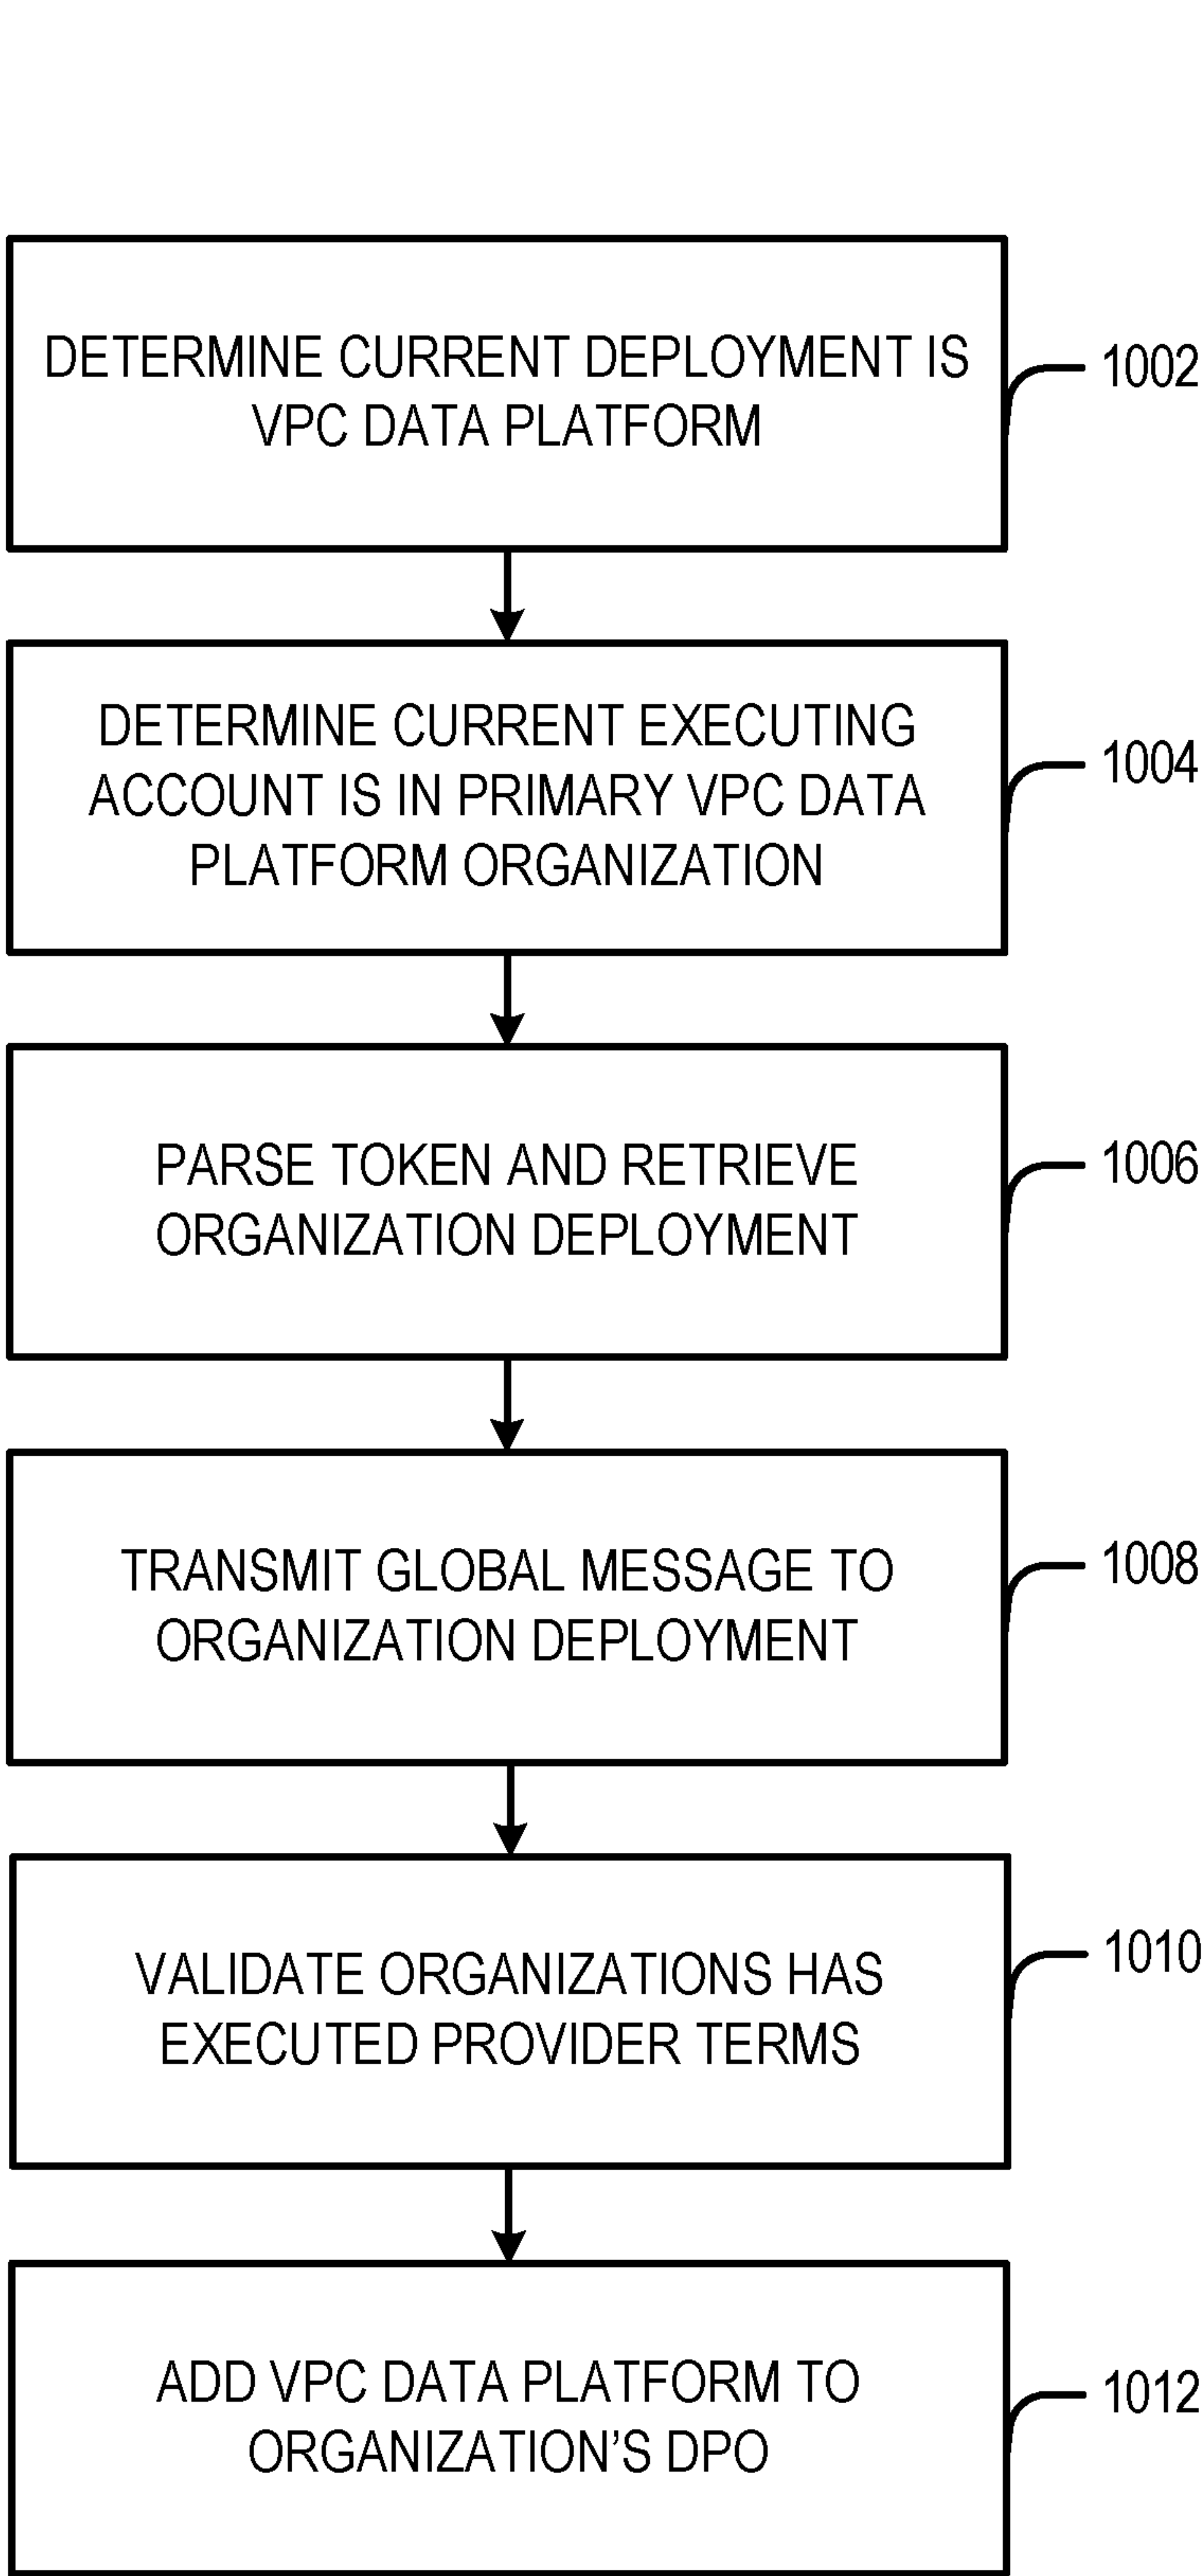 DETERMINE CURRENT DEPLOYMENT IS
VPC DATA PLATFORM
1002
DETERMINE CURRENT EXECUTING
ACCOUNT IS IN PRIMARY VPC DATA
PLATFORM ORGANIZATION
1004
PARSE TOKEN AND RETRIEVE
ORGANIZATION DEPLOYMENT
1006
TRANSMIT GLOBAL MESSAGE TO
ORGANIZATION DEPLOYMENT
1008
VALIDATE ORGANIZATIONS HAS
EXECUTED PROVIDER TERMS
1010
ADD VPC DATA PLATFORM TO
ORGANIZATION’S DPO
1012